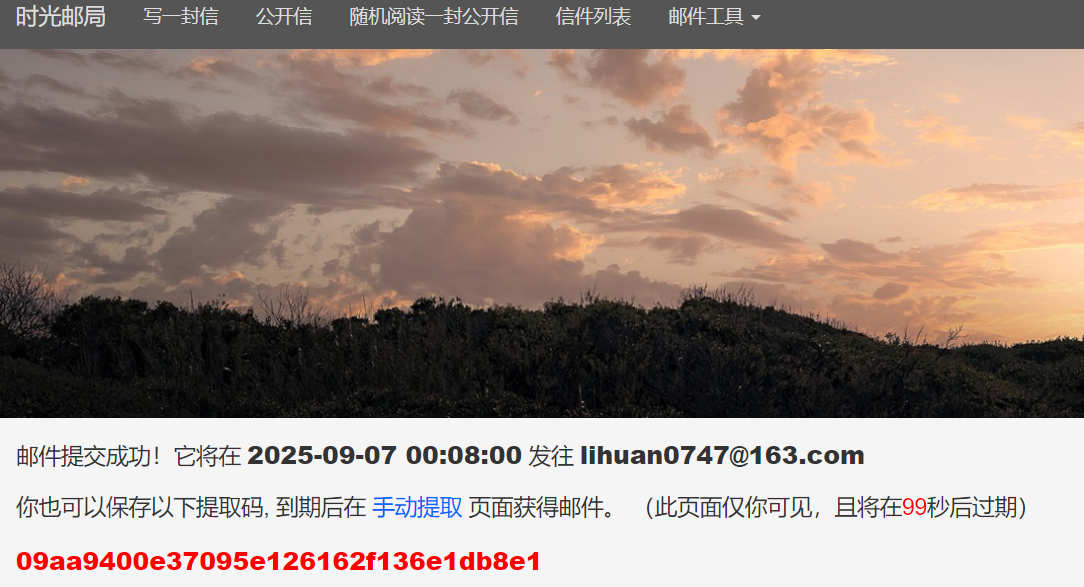 时光邮局 写一封信 公开信 随机阅读一封公开信 信件列表 邮件工具
邮件提交成功！它将在 2025-09-07 00:08:00 发往 lihuan0747@163.com
你也可以保存以下提取码, 到期后在 手动提取 页面获得邮件。 （此页面仅你可见，且将在99秒后过期）
09aa9400e37095e126162f136e1db8e1